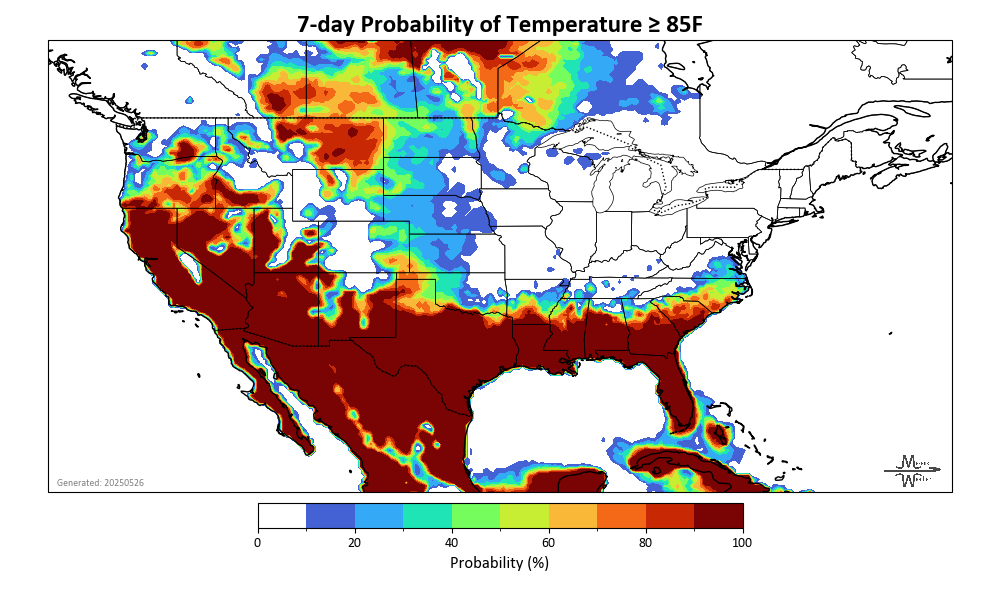 7-day Probability of Temperature ≥ 85F
Generated: 20250526
0 20 40 60 80 100
Probability (%)